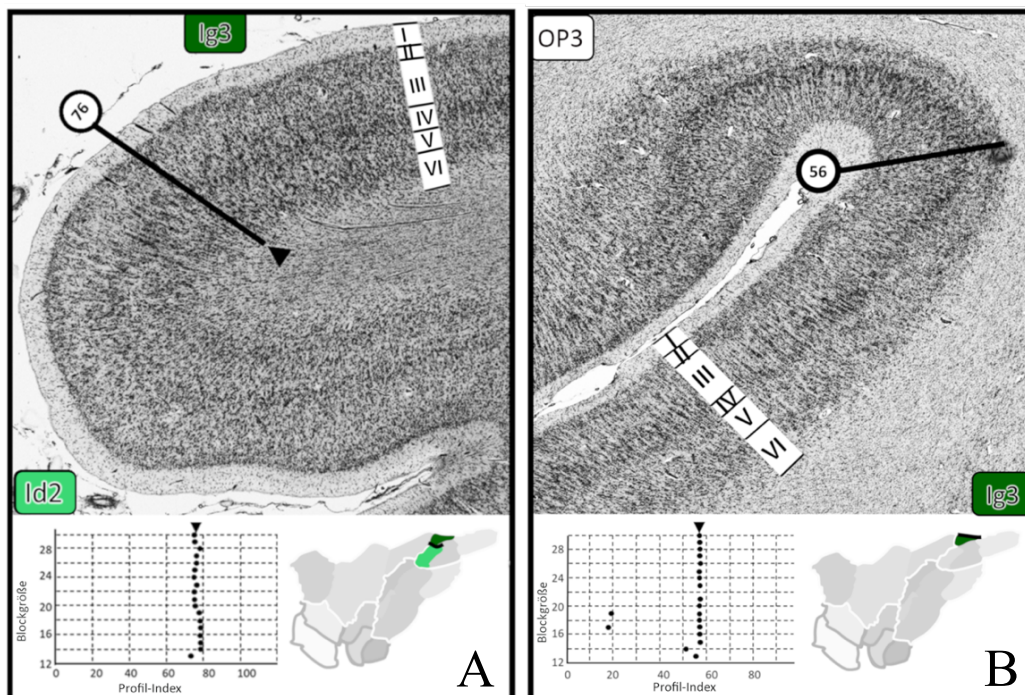 Ig3
I
II
III
IV
V
VI
76
Id2
Blockgröße
28
24
20
16
12
0 20 40 60 80 100
Profil-Index
A
OP3
56
I
II
III
IV
V
VI
Ig3
Blockgröße
28
24
20
16
12
0 20 40 60 80
Profil-Index
B